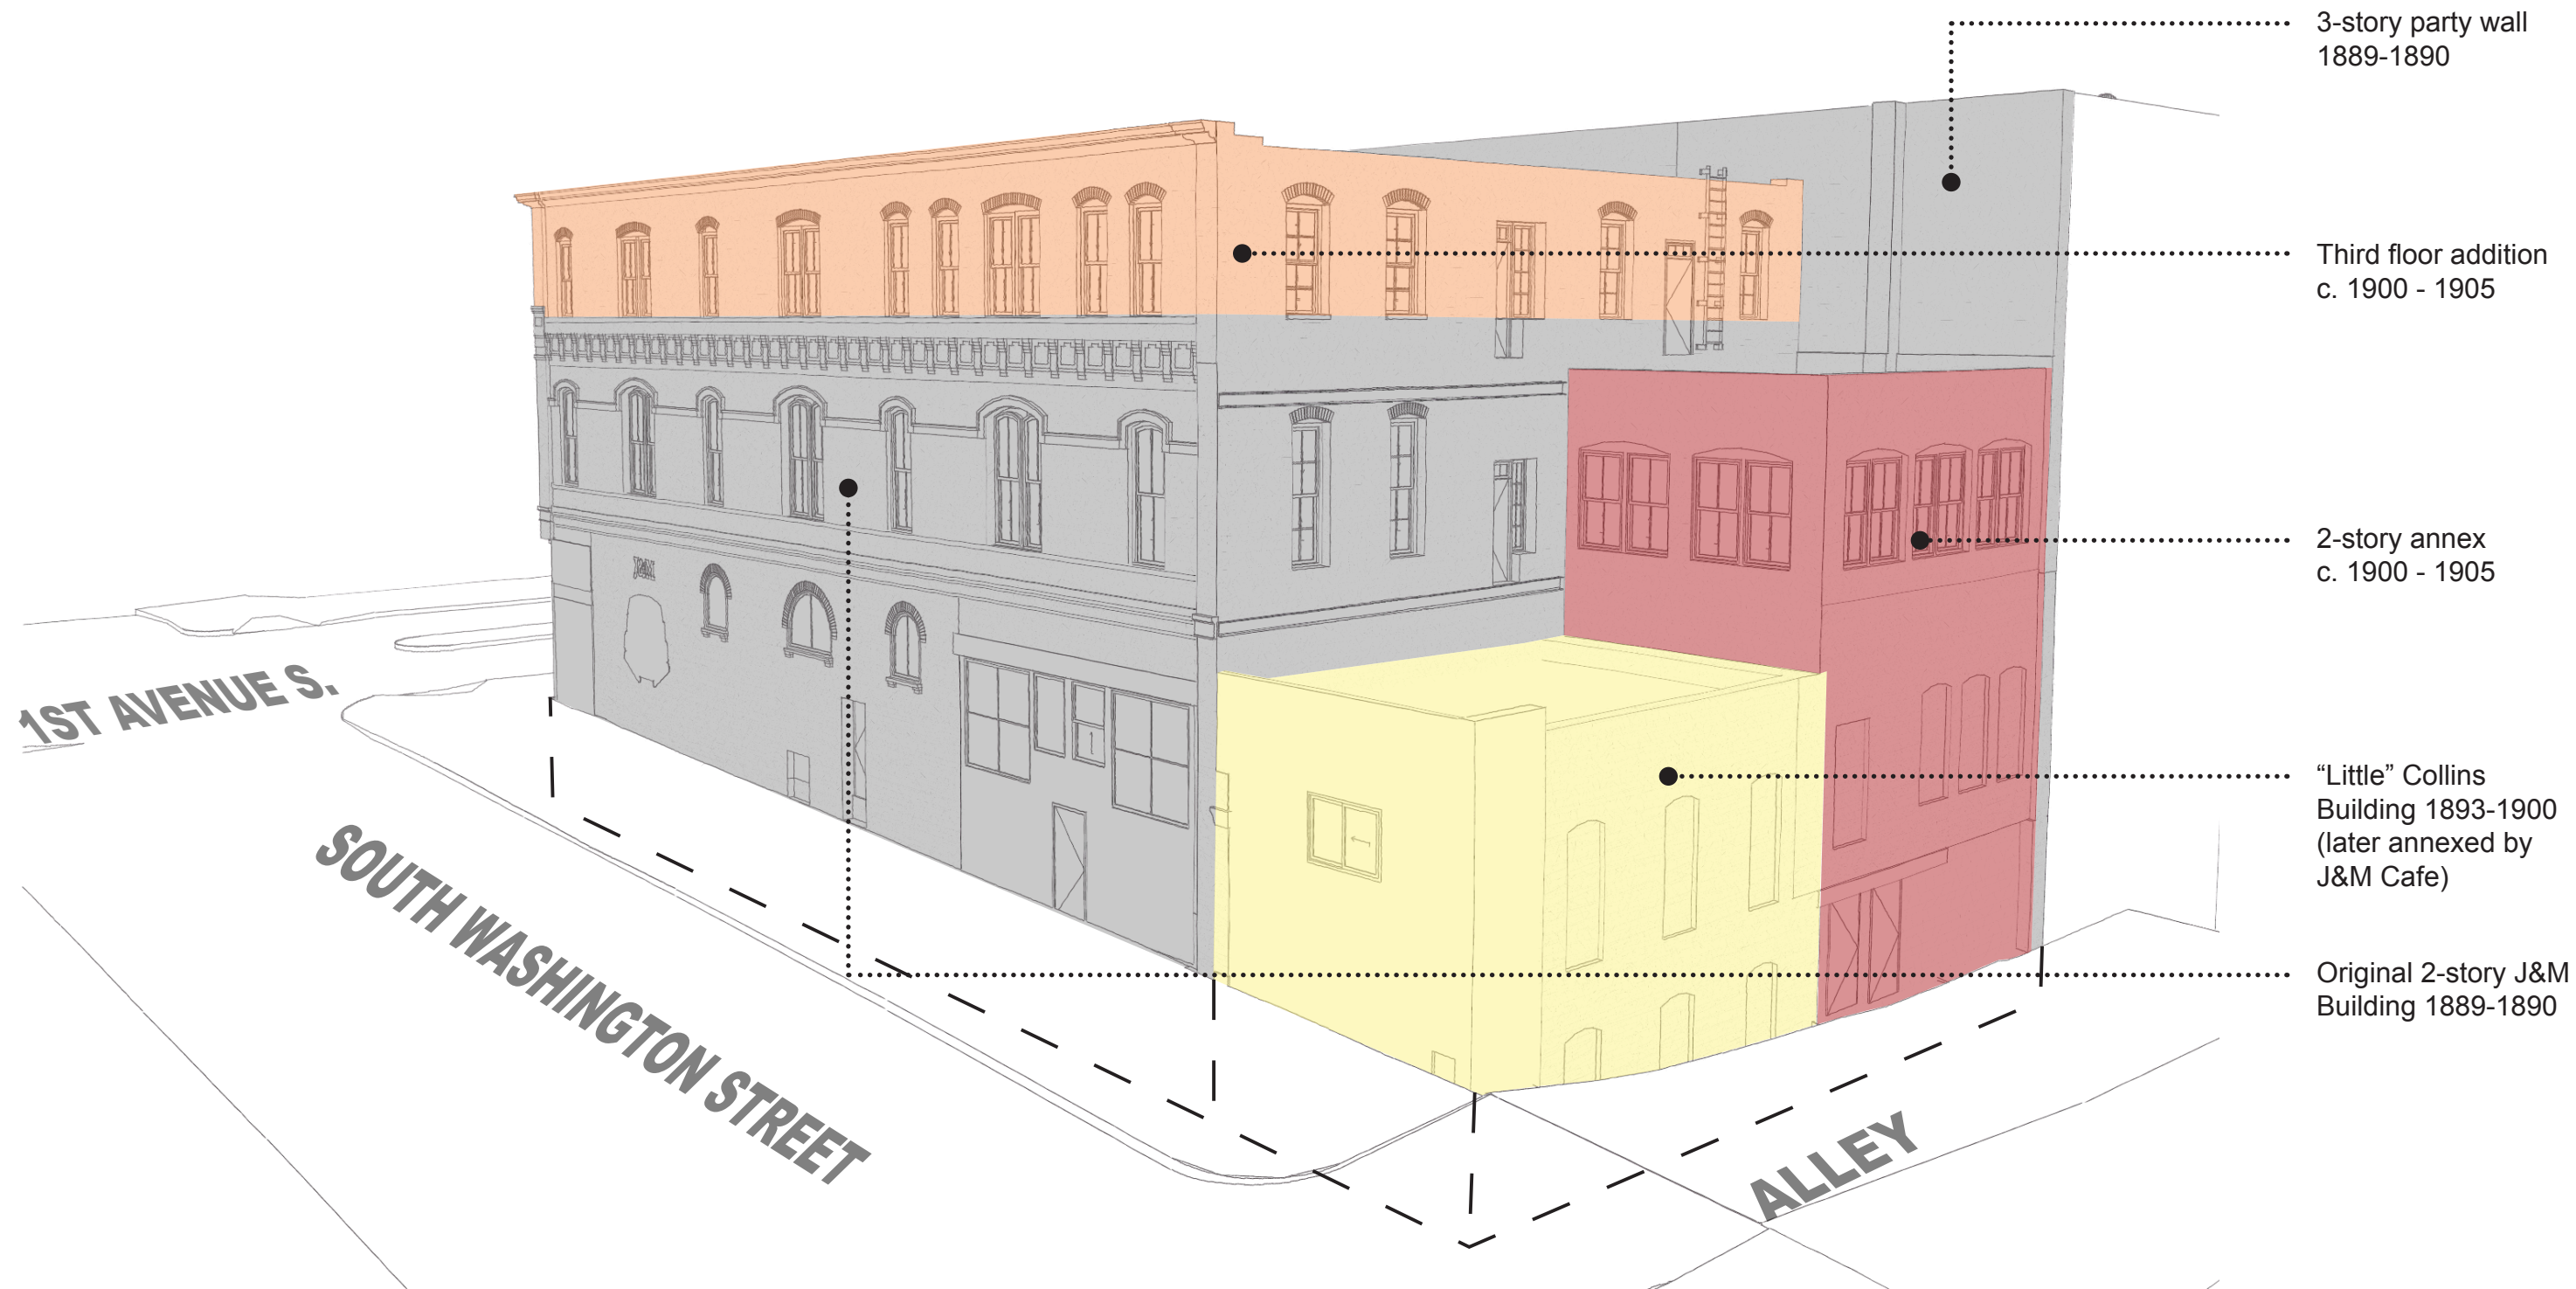 3-story party wall
1889-1890
Third floor addition
c. 1900 - 1905
2-story annex
c. 1900 - 1905
“Little” Collins
Building 1893-1900
(later annexed by
J&M Cafe)
Original 2-story J&M
Building 1889-1890
1ST AVENUE S.
SOUTH WASHINGTON STREET
ALLEY